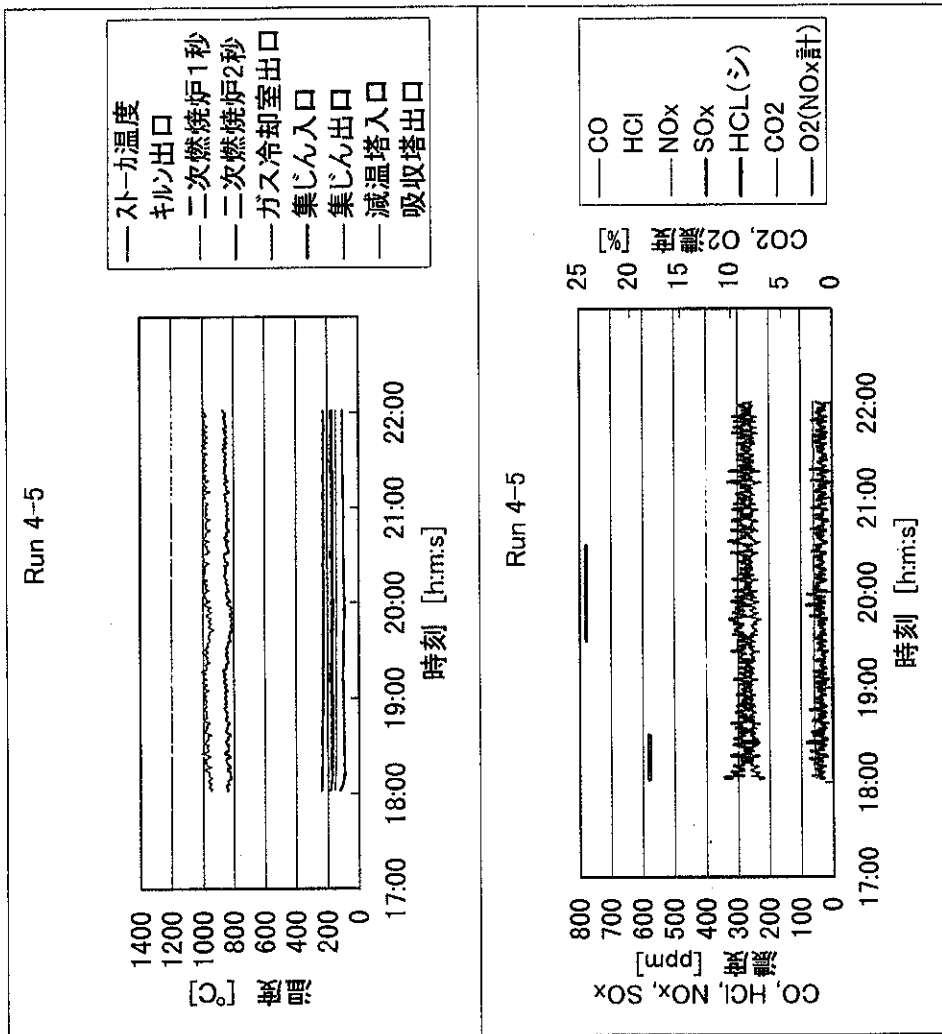 Run 4-5
温度 [℃]
1400
1200
1000
800
600
400
200
0
17:00
18:00
19:00
20:00
21:00
22:00
時刻 [h:m:s]
ストーカ温度
キルン出口
二次燃焼炉1秒
二次燃焼炉2秒
ガス冷却室出口
集じん入口
集じん出口
減温塔入口
吸収塔出口
Run 4-5
CO, HCl, NOx, SOx
濃度
[ppm]
800
700
600
500
400
300
200
100
0
17:00
18:00
19:00
20:00
21:00
22:00
時刻 [h:m:s]
25
20
15
10
5
0
CO2, O2濃度 [%]
CO
HCl
NOx
SOx
HCL(シ)
CO2
O2(NOx計)